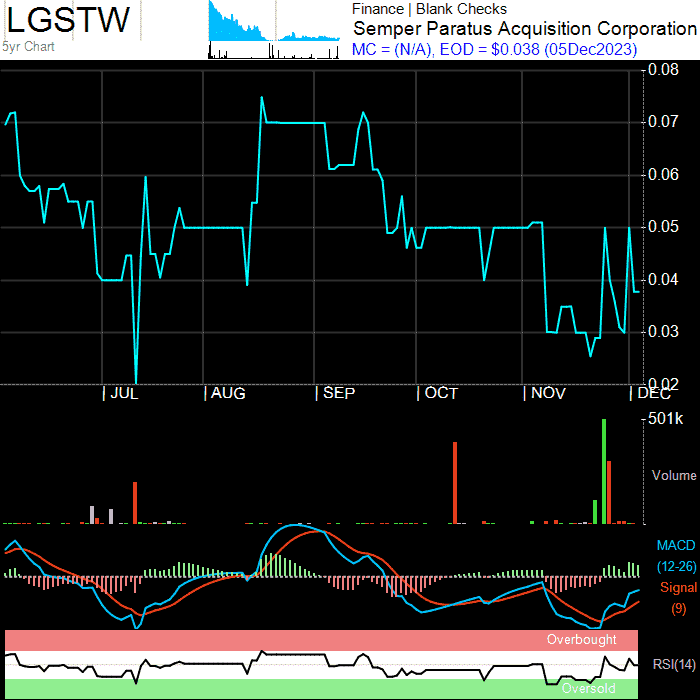 LGSTW
5yr Chart
Finance | Blank Checks
Semper Paratus Acquisition Corporation
MC = (N/A), EOD = $0.038 (05Dec2023)
0.08
0.07
0.06
0.05
0.04
0.03
0.02
JUL
AUG
SEP
OCT
NOV
DEC
501k
Volume
MACD
(12-26)
Signal
(9)
Overbought
RSI(14)
Oversold